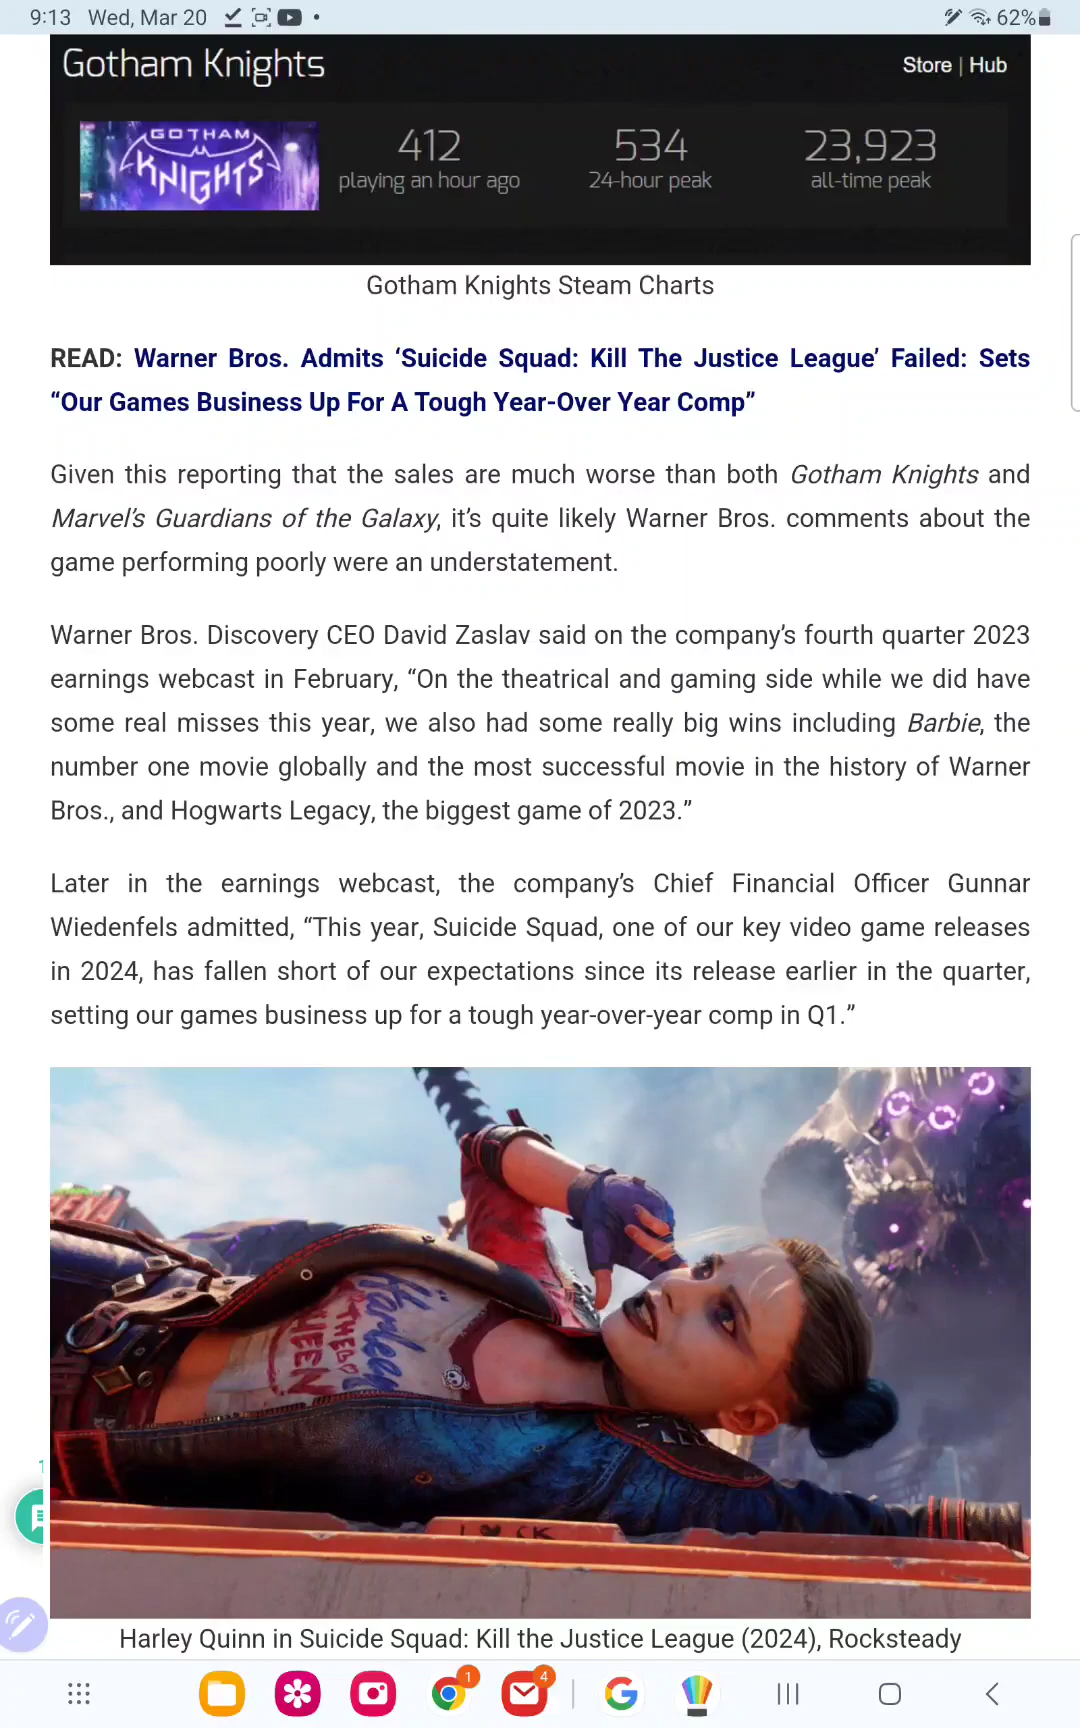 9:13 Wed, Mar 20
62%
Gotham Knights
Store | Hub
GOTHAM
KNIGHTS
412
playing an hour ago
534
24-hour peak
23,923
all-time peak
Gotham Knights Steam Charts
READ: Warner Bros. Admits ‘Suicide Squad: Kill The Justice League’ Failed: Sets
“Our Games Business Up For A Tough Year-Over Year Comp”
Given this reporting that the sales are much worse than both Gotham Knights and
Marvel’s Guardians of the Galaxy, it’s quite likely Warner Bros. comments about the
game performing poorly were an understatement.
Warner Bros. Discovery CEO David Zaslav said on the company’s fourth quarter 2023
earnings webcast in February, “On the theatrical and gaming side while we did have
some real misses this year, we also had some really big wins including Barbie, the
number one movie globally and the most successful movie in the history of Warner
Bros., and Hogwarts Legacy, the biggest game of 2023.”
Later in the earnings webcast, the company’s Chief Financial Officer Gunnar
Wiedenfels admitted, “This year, Suicide Squad, one of our key video game releases
in 2024, has fallen short of our expectations since its release earlier in the quarter,
setting our games business up for a tough year-over-year comp in Q1.”
Harley Quinn in Suicide Squad: Kill the Justice League (2024), Rocksteady
1
4